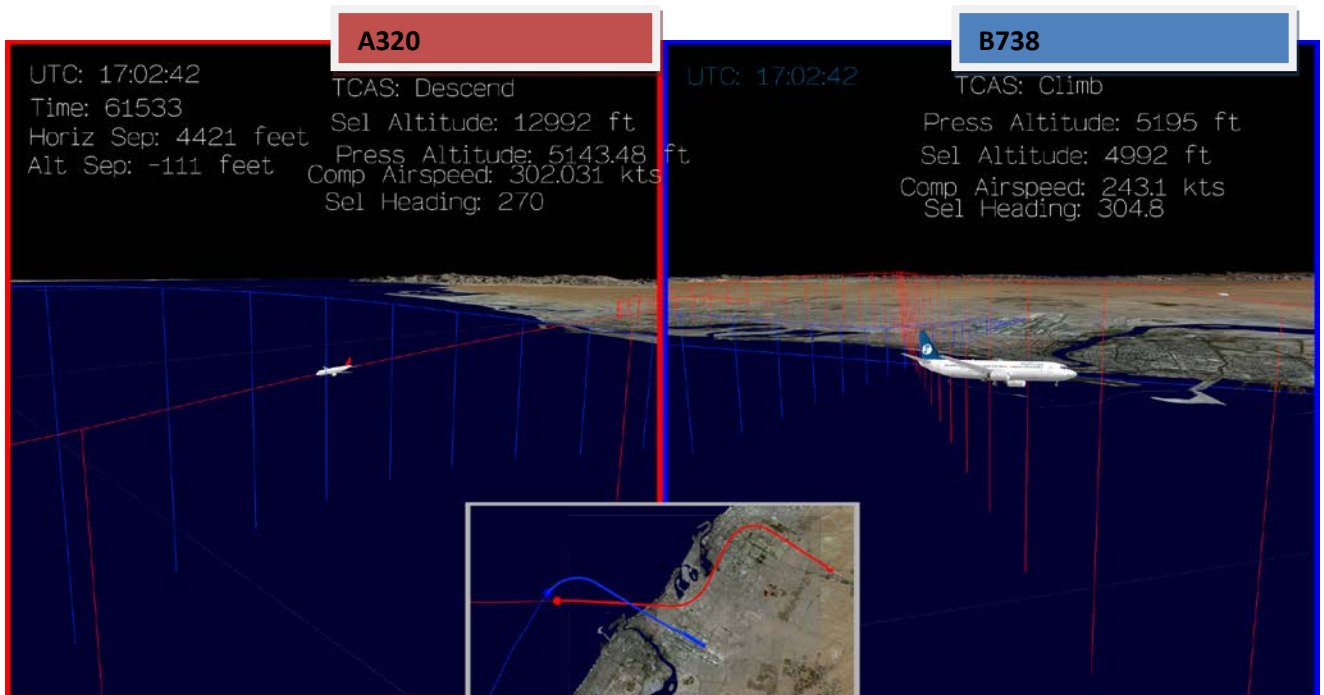 A320
B738
UTC: 17:02:42
Time: 61533
Horiz Sep: 4421 feet
Alt Sep: -111 feet
TCAS: Descend
Sel Altitude: 12992 ft
Press Altitude: 5143.48 ft
Comp Airspeed: 302.031 kts
Sel Heading: 270
UTC: 17:02:42
TCAS: Climb
Press Altitude: 5195 ft
Sel Altitude: 4992 ft
Comp Airspeed: 243.1 kts
Sel Heading: 304.8